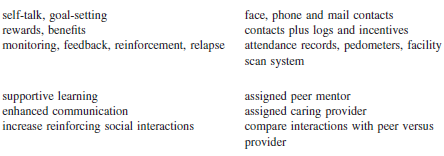 self-talk, goal-setting
rewards, benefits
monitoring, feedback, reinforcement, relapse
face, phone and mail contacts
contacts plus logs and incentives
attendance records, pedometers, facility
scan system
supportive learning
enhanced communication
increase reinforcing social interactions
assigned peer mentor
assigned caring provider
compare interactions with peer versus
provider